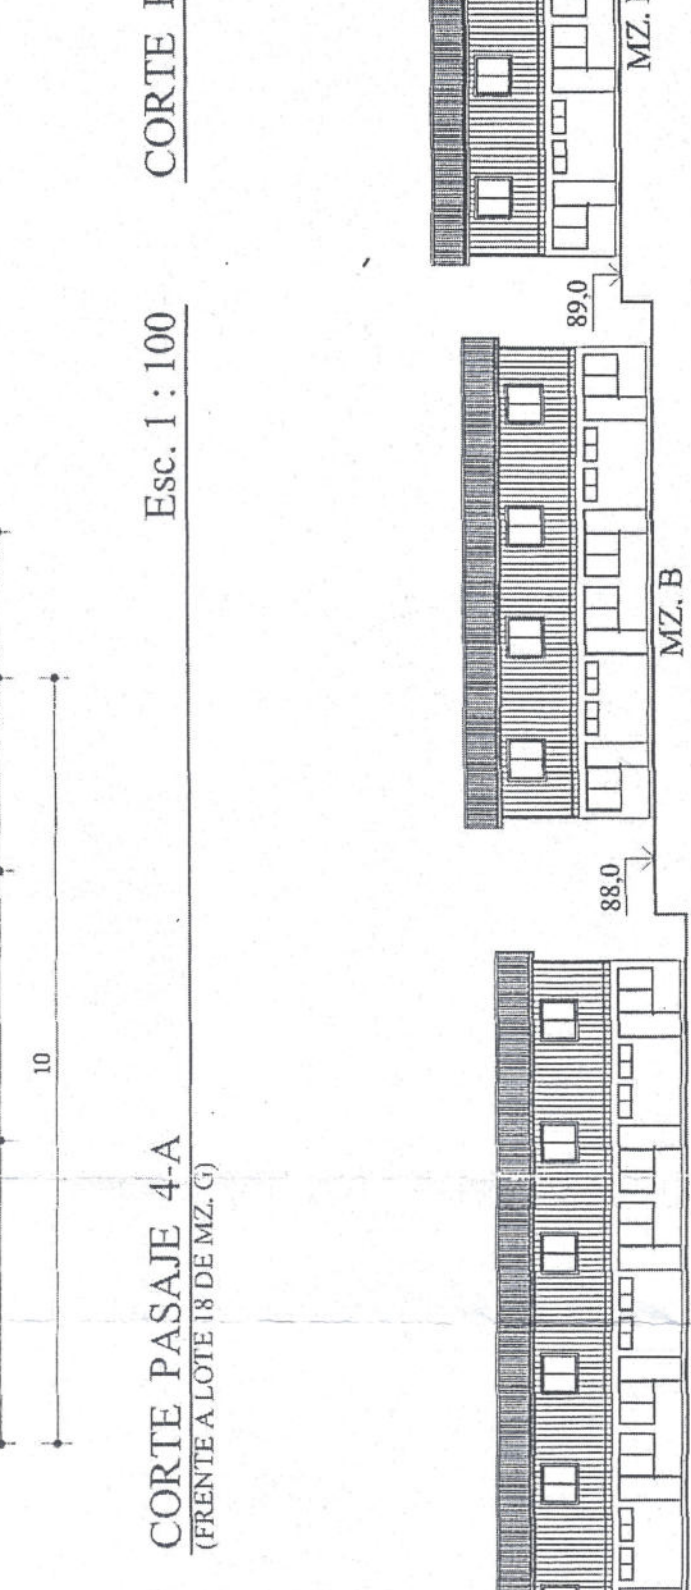 10
CORTE PASAJE 4-A
Esc. 1 : 100
(FRENTE A LOTE 18 DE MZ. G)
CORTE
88,0
89,0
MZ. B
MZ.